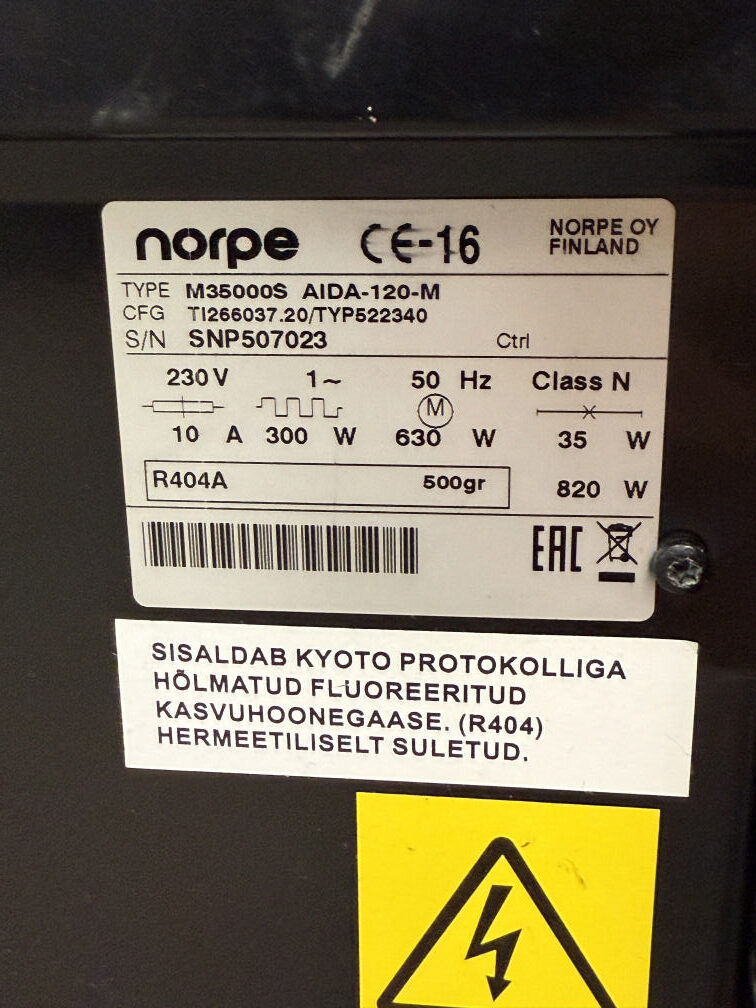 norpe CE-16 NORPE OY
FINLAND
TYPE M35000S AIDA-120-M
CFG TI266037.20/TYP522340
S/N SNP507023 Ctrl
230 V 1~ 50 Hz Class N
M
10 A 300 W 630 W 35 W
R404A 500gr 820 W
EAC
SISALDAB KYOTO PROTOKOLLIGA
HÕLMATUD FLUOREERITUD
KASVUHOONEGAASE. (R404)
HERMEETILISELT SULETUD.